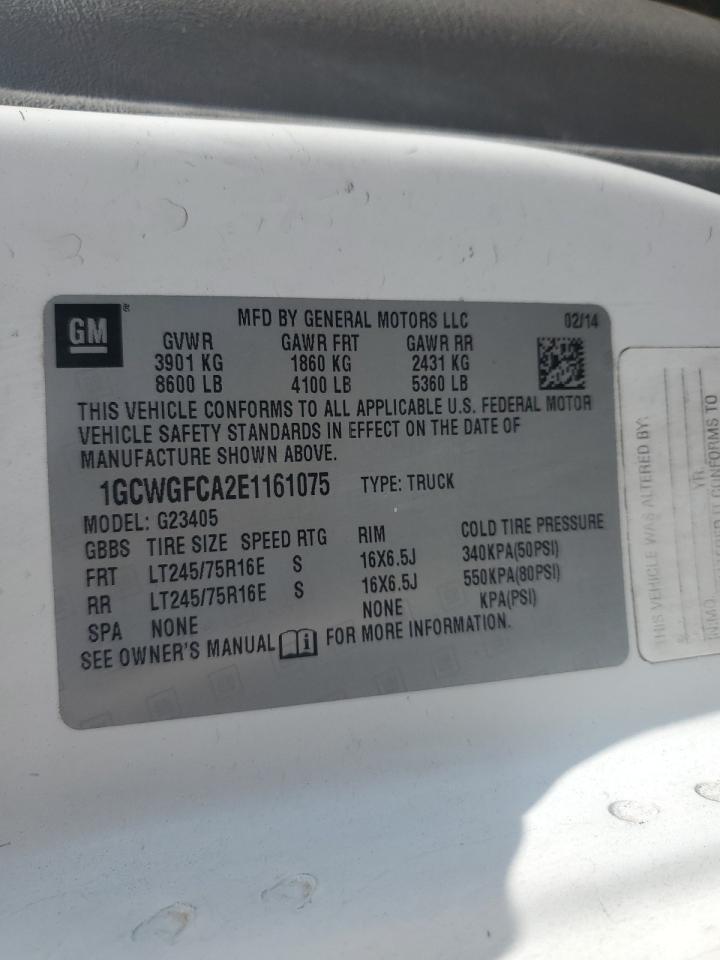 GM ®
MFD BY GENERAL MOTORS LLC 02/14
GVWR GAWR FRT GAWR RR
3901 KG 1860 KG 2431 KG
8600 LB 4100 LB 5360 LB
THIS VEHICLE CONFORMS TO ALL APPLICABLE U.S. FEDERAL MOTOR
VEHICLE SAFETY STANDARDS IN EFFECT ON THE DATE OF
MANUFACTURE SHOWN ABOVE.
1GCWGFCA2E1161075 TYPE: TRUCK
MODEL: G23405
GBBS TIRE SIZE SPEED RTG RIM COLD TIRE PRESSURE
FRT LT245/75R16E S 16X6.5J 340KPA(50PSI)
RR LT245/75R16E S 16X6.5J 550KPA(80PSI)
SPA NONE NONE KPA(PSI)
SEE OWNER'S MANUAL FOR MORE INFORMATION.
THIS VEHICLE WAS ALTERED BY:
IN:MO. YR.
CONFORMS TO